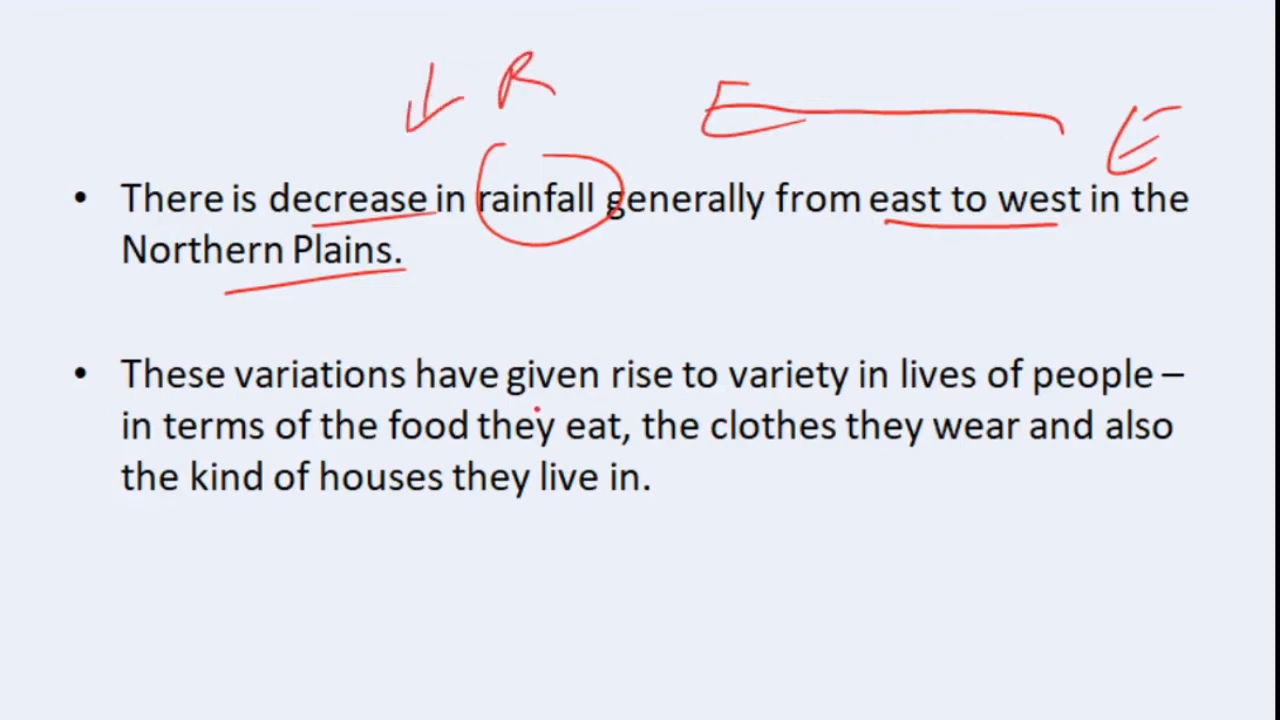 R
E
• There is decrease in rainfall generally from east to west in the
Northern Plains.
• These variations have given rise to variety in lives of people –
in terms of the food they eat, the clothes they wear and also
the kind of houses they live in.